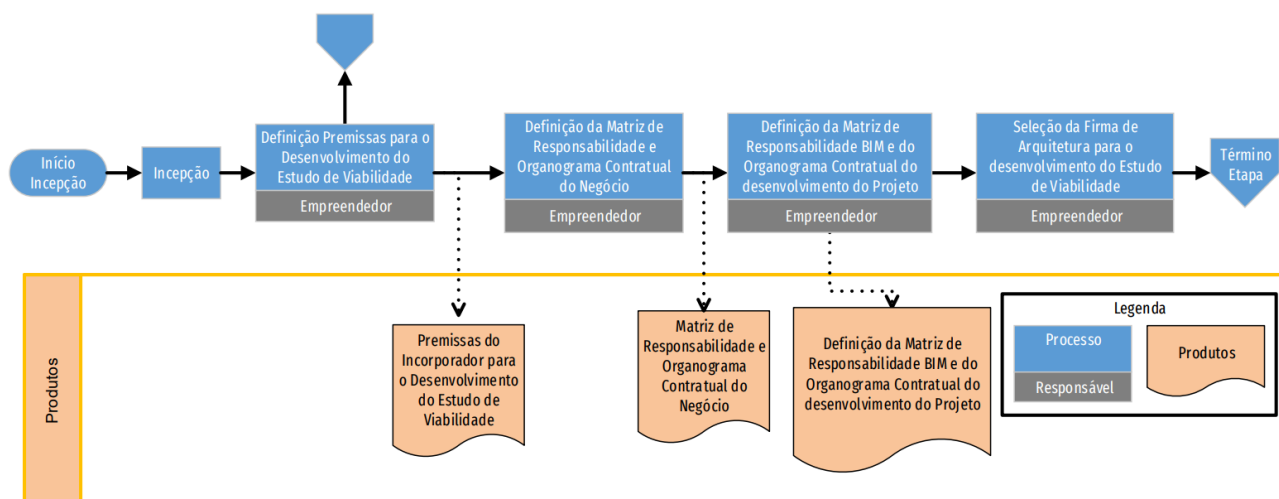 Início
Incepção
Incepção
Definição Premissas para o
Desenvolvimento do
Estudo de Viabilidade
Empreendedor
Definição da Matriz de
Responsabilidade e
Organograma Contratual
do Negócio
Empreendedor
Definição da Matriz de
Responsabilidade BIM e do
Organograma Contratual do
desenvolvimento do Projeto
Empreendedor
Seleção da Firma de
Arquitetura para o
desenvolvimento do Estudo
de Viabilidade
Empreendedor
Término
Etapa
Produtos
Premissas do
Incorporador para
o Desenvolvimento
do Estudo de
Viabilidade
Matriz de
Responsabilidade e
Organograma
Contratual do
Negócio
Definição da Matriz de
Responsabilidade BIM e do
Organograma Contratual do
desenvolvimento do Projeto
Legenda
Processo
Responsável
Produtos